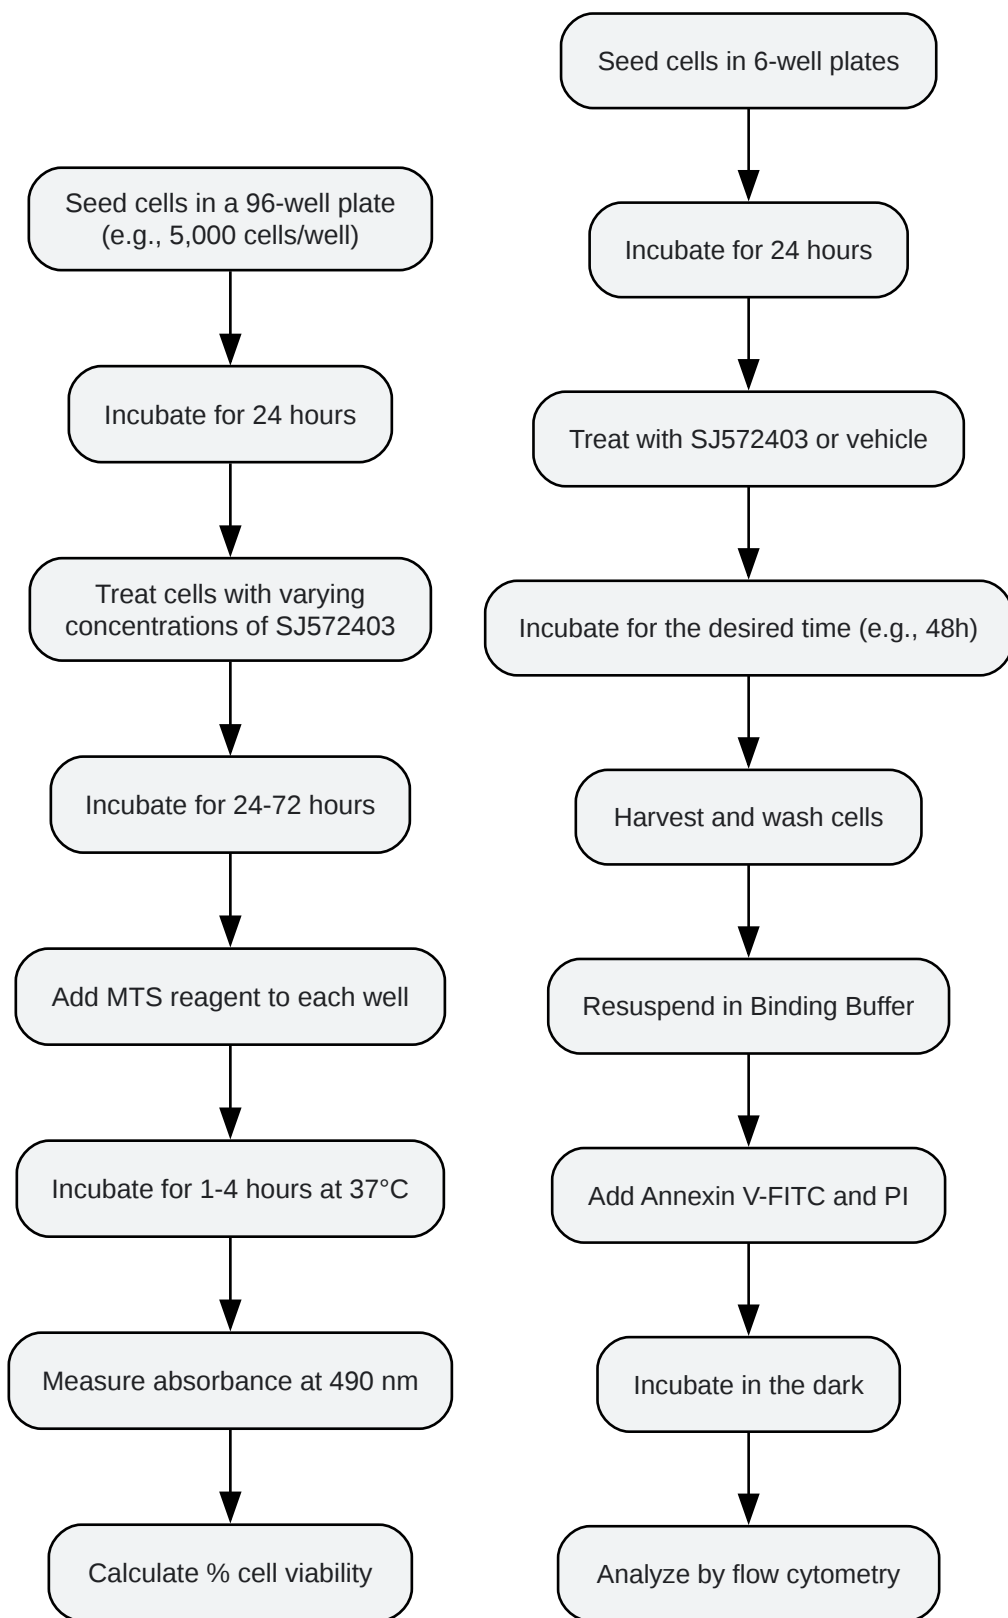 Seed cells in a 96-well plate
(e.g., 5,000 cells/well)
Incubate for 24 hours
Treat cells with varying
concentrations of SJ572403
Incubate for 24-72 hours
Add MTS reagent to each well
Incubate for 1-4 hours at 37°C
Measure absorbance at 490 nm
Calculate % cell viability
Seed cells in 6-well plates
Incubate for 24 hours
Treat with SJ572403 or vehicle
Incubate for the desired time (e.g., 48h)
Harvest and wash cells
Resuspend in Binding Buffer
Add Annexin V-FITC and PI
Incubate in the dark
Analyze by flow cytometry